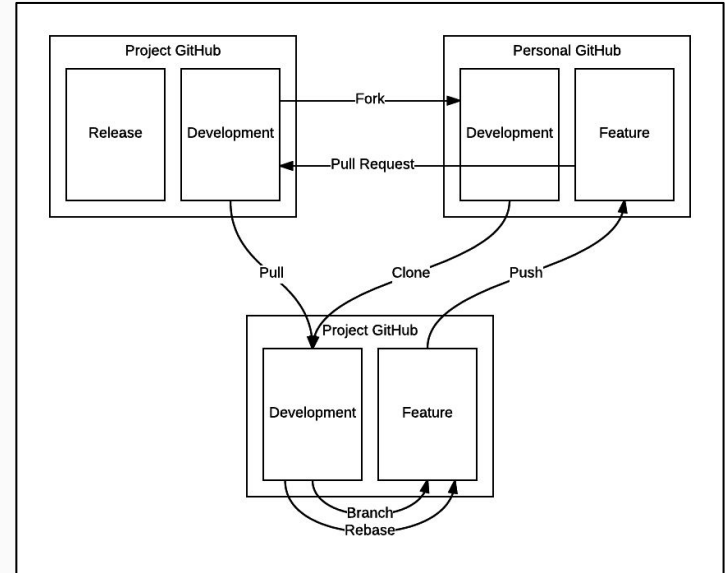 Project GitHub
Personal GitHub
Release
Development
Fork
Development
Feature
Pull Request
Pull
Clone
Push
Project GitHub
Development
Feature
Branch
Rebase